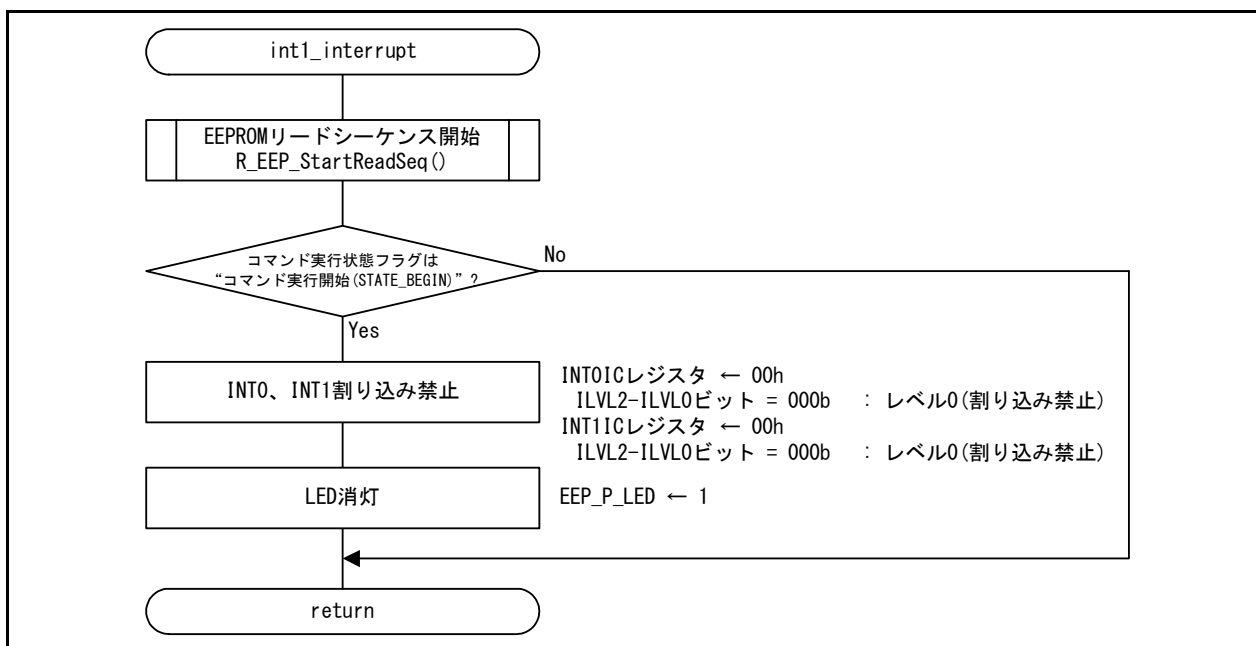 int1_interrupt
EEPROMリードシーケンス開始
R_EEP_StartReadSeq()
コマンド実行状態フラグは
“コマンド実行開始(STATE_BEGIN)”？
No
Yes
INT0、INT1割り込み禁止
INT0ICレジスタ ← 00h
ILVL2-ILVL0ビット = 000b : レベル0(割り込み禁止)
INT1ICレジスタ ← 00h
ILVL2-ILVL0ビット = 000b : レベル0(割り込み禁止)
LED消灯
EEP_P_LED ← 1
return